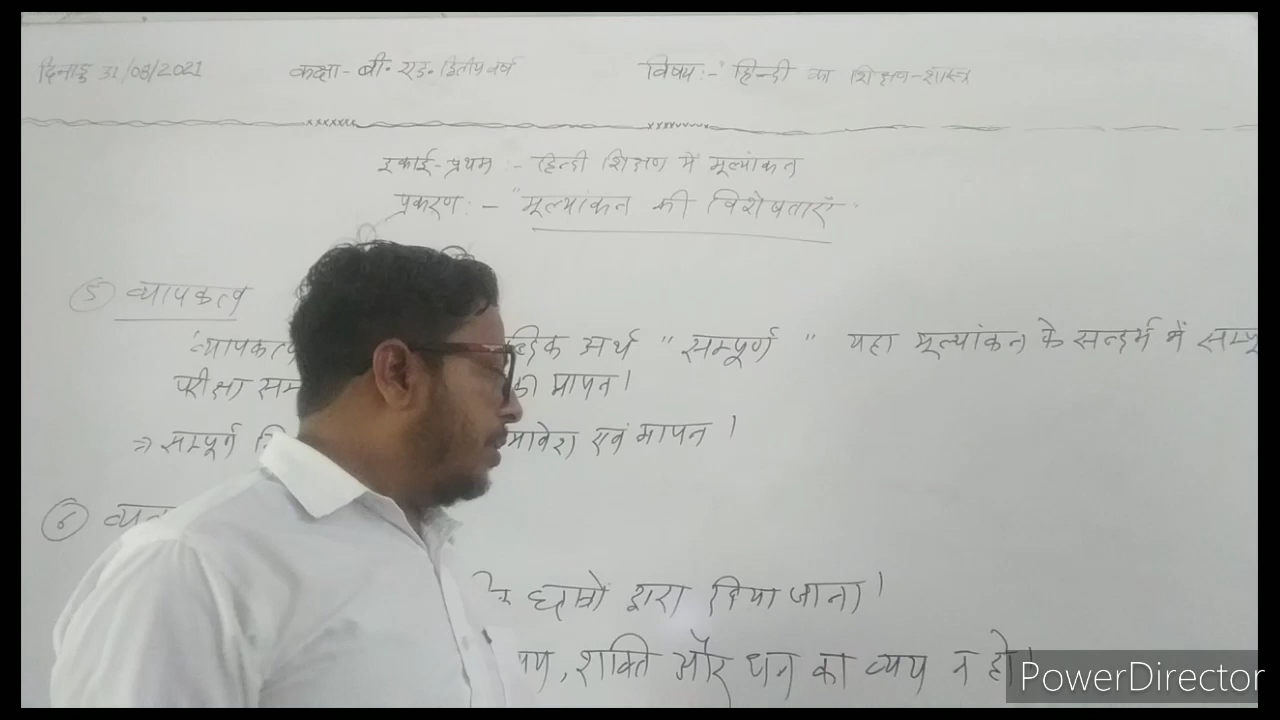 दिनाङ्क 31/08/2021 कक्षा- बी. एड. द्वितीय वर्ष विषय:- हिन्दी का शिक्षण-शास्त्र
इकाई-प्रथम :- हिन्दी शिक्षण में मूल्यांकन
प्रकरण: - "मूल्यांकन की विशेषताएँ"
5 व्यापकत्व
अर्थ " सम्पूर्ण " यहा मूल्यांकन के सन्दर्भ में
परीक्षा मापन।
⇒ सम्पूर्ण एवं मापन।
6
छात्रों द्वारा दिया जाना।
, शक्ति और धन का व्यय न हो।
PowerDirector